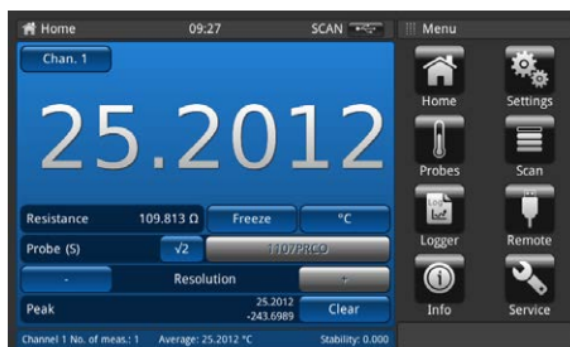 Home 09:27 SCAN Menu
Chan. 1
25.2012
Home Settings
Resistance 109.813 Ω Freeze °C
Probes Scan
Probe (S) √2 1107PRCO
Log
- Resolution +
Logger Remote
Peak 25.2012 -243.6989 Clear
Info Service
Channel 1 No. of meas.: 1 Average: 25.2012 °C Stability: 0.000